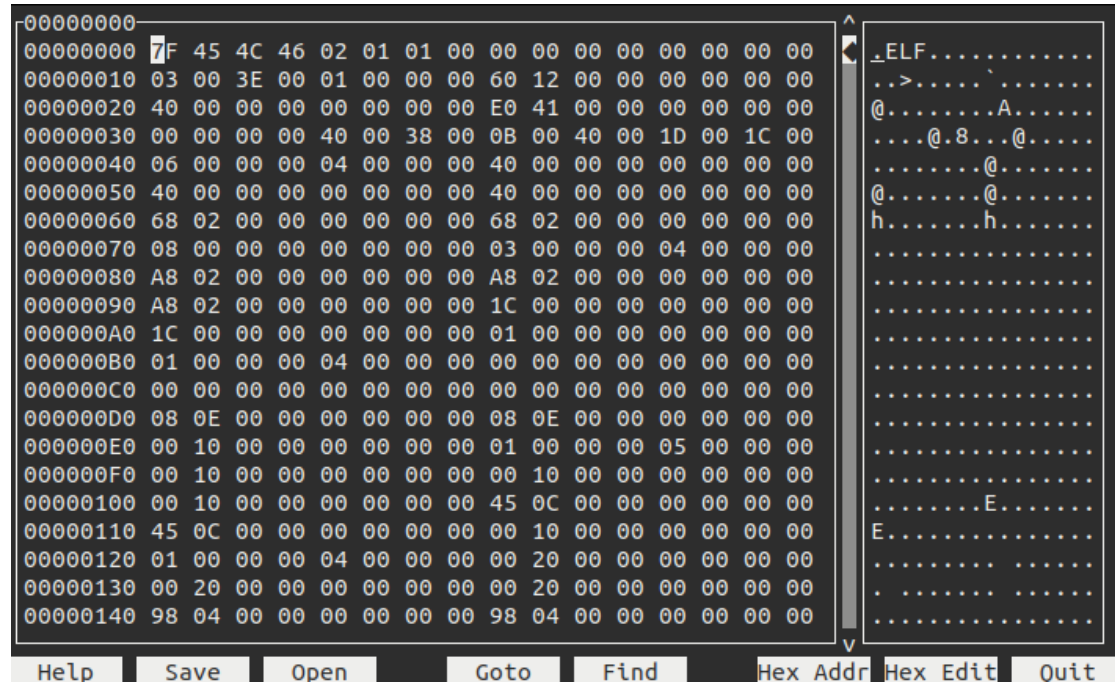 00000000
00000000 7F 45 4C 46 02 01 01 00 00 00 00 00 00 00 00 00 .ELF............
00000010 03 00 3E 00 01 00 00 00 60 12 00 00 00 00 00 00 ..>.....`.......
00000020 40 00 00 00 00 00 00 00 E0 41 00 00 00 00 00 00 @........A......
00000030 00 00 00 00 40 00 38 00 0B 00 40 00 1D 00 1C 00 ....@.8...@.....
00000040 06 00 00 00 04 00 00 00 40 00 00 00 00 00 00 00 ........@.......
00000050 40 00 00 00 00 00 00 00 40 00 00 00 00 00 00 00 @.......@.......
00000060 68 02 00 00 00 00 00 00 68 02 00 00 00 00 00 00 h.......h.......
00000070 08 00 00 00 00 00 00 00 03 00 00 00 04 00 00 00 ................
00000080 A8 02 00 00 00 00 00 00 A8 02 00 00 00 00 00 00 ................
00000090 A8 02 00 00 00 00 00 00 1C 00 00 00 00 00 00 00 ................
000000A0 1C 00 00 00 00 00 00 00 01 00 00 00 00 00 00 00 ................
000000B0 01 00 00 00 04 00 00 00 00 00 00 00 00 00 00 00 ................
000000C0 00 00 00 00 00 00 00 00 00 00 00 00 00 00 00 00 ................
000000D0 08 0E 00 00 00 00 00 00 08 0E 00 00 00 00 00 00 ................
000000E0 00 10 00 00 00 00 00 00 01 00 00 00 05 00 00 00 ................
000000F0 00 10 00 00 00 00 00 00 00 10 00 00 00 00 00 00 ................
00000100 00 10 00 00 00 00 00 00 45 0C 00 00 00 00 00 00 ........E.......
00000110 45 0C 00 00 00 00 00 00 00 10 00 00 00 00 00 00 E...............
00000120 01 00 00 00 04 00 00 00 00 20 00 00 00 00 00 00 ......... ......
00000130 00 20 00 00 00 00 00 00 00 20 00 00 00 00 00 00 . ....... ......
00000140 98 04 00 00 00 00 00 00 98 04 00 00 00 00 00 00 ................
Help Save Open Goto Find Hex Addr Hex Edit Quit